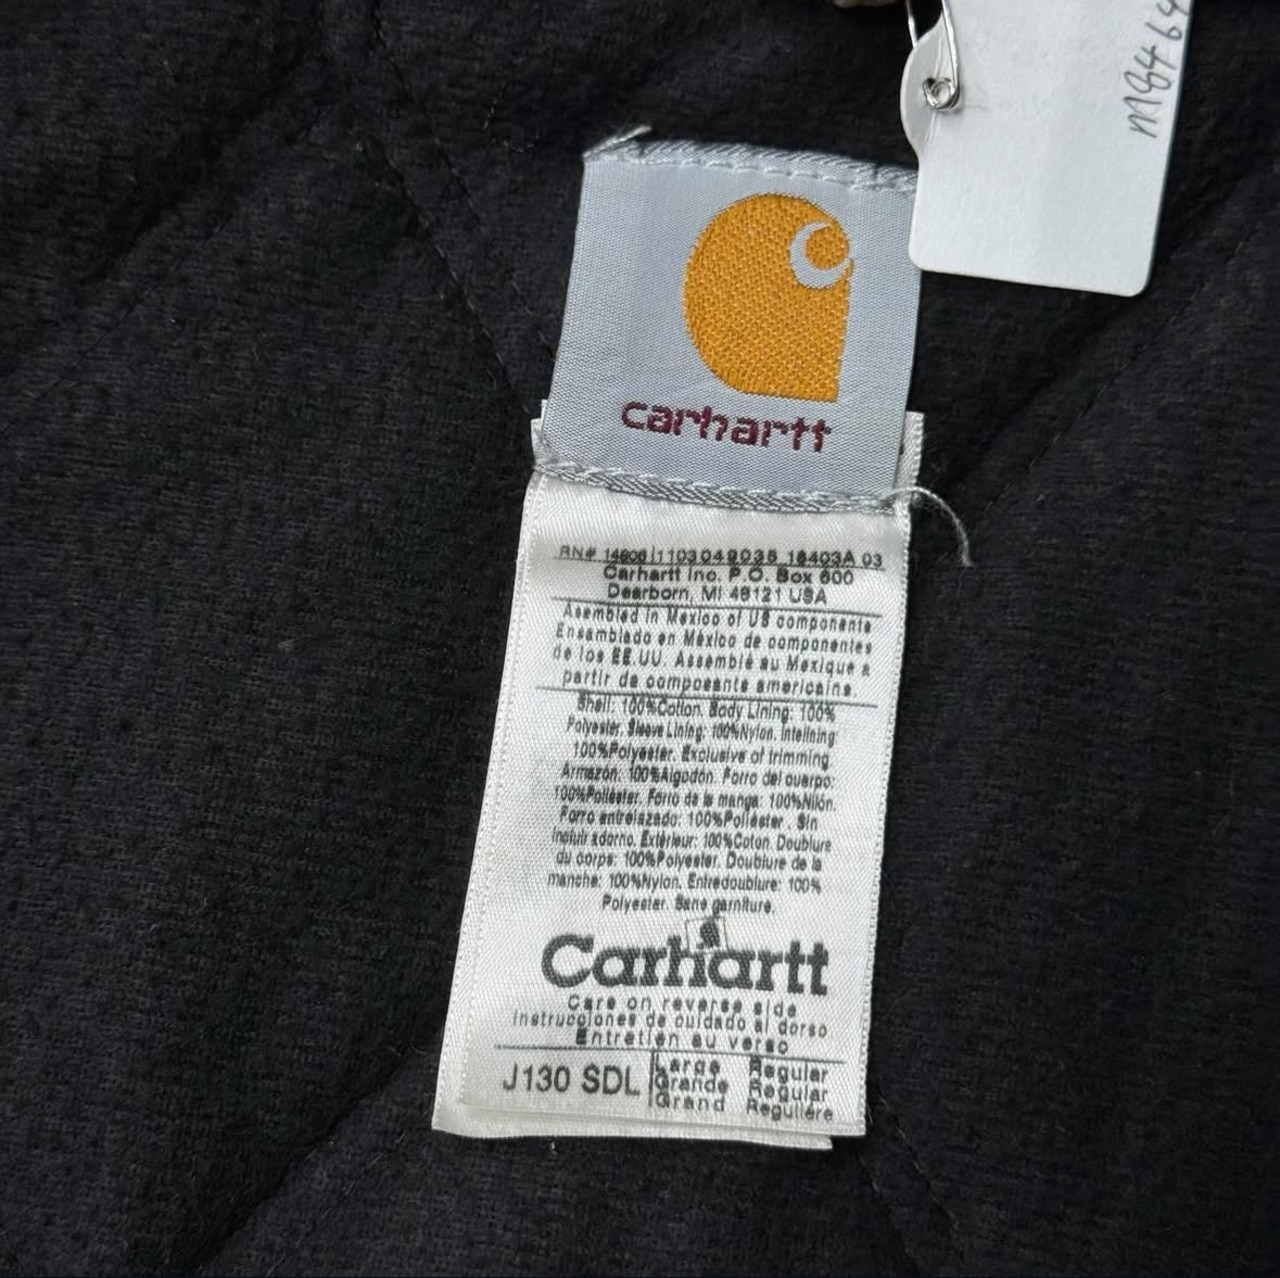 M8464
carhartt
RN# 14806 1103049035 18403A 03
Carhartt Inc. P.O. Box 600
Dearborn, MI 48121 USA
Assembled in Mexico of US components
Ensamblado en México de componentes
de los EE.UU. Assemblé au Mexique a
partir de composants americains.
Shell: 100%Cotton. Body Lining: 100%
Polyester. Sleeve Lining: 100%Nylon. Intelining
100%Polyester. Exclusive of trimming
Armazón: 100%Algodón. Forro del cuerpo:
100%Poliéster. Forro de la manga: 100%Nilón.
Forro entrelazado: 100%Poliéster. Sin
incluir adorno. Extérieur: 100%Coton. Doublure
du corps: 100%Polyester. Doublure de la
manche: 100%Nylon. Entredoublure: 100%
Polyester. Sans garniture.
Carhartt
Care on reverse side
Instrucciones de cuidado al dorso
Entretien au verso
J130 SDL Large Regular
Grande Regular
Grand Regulière